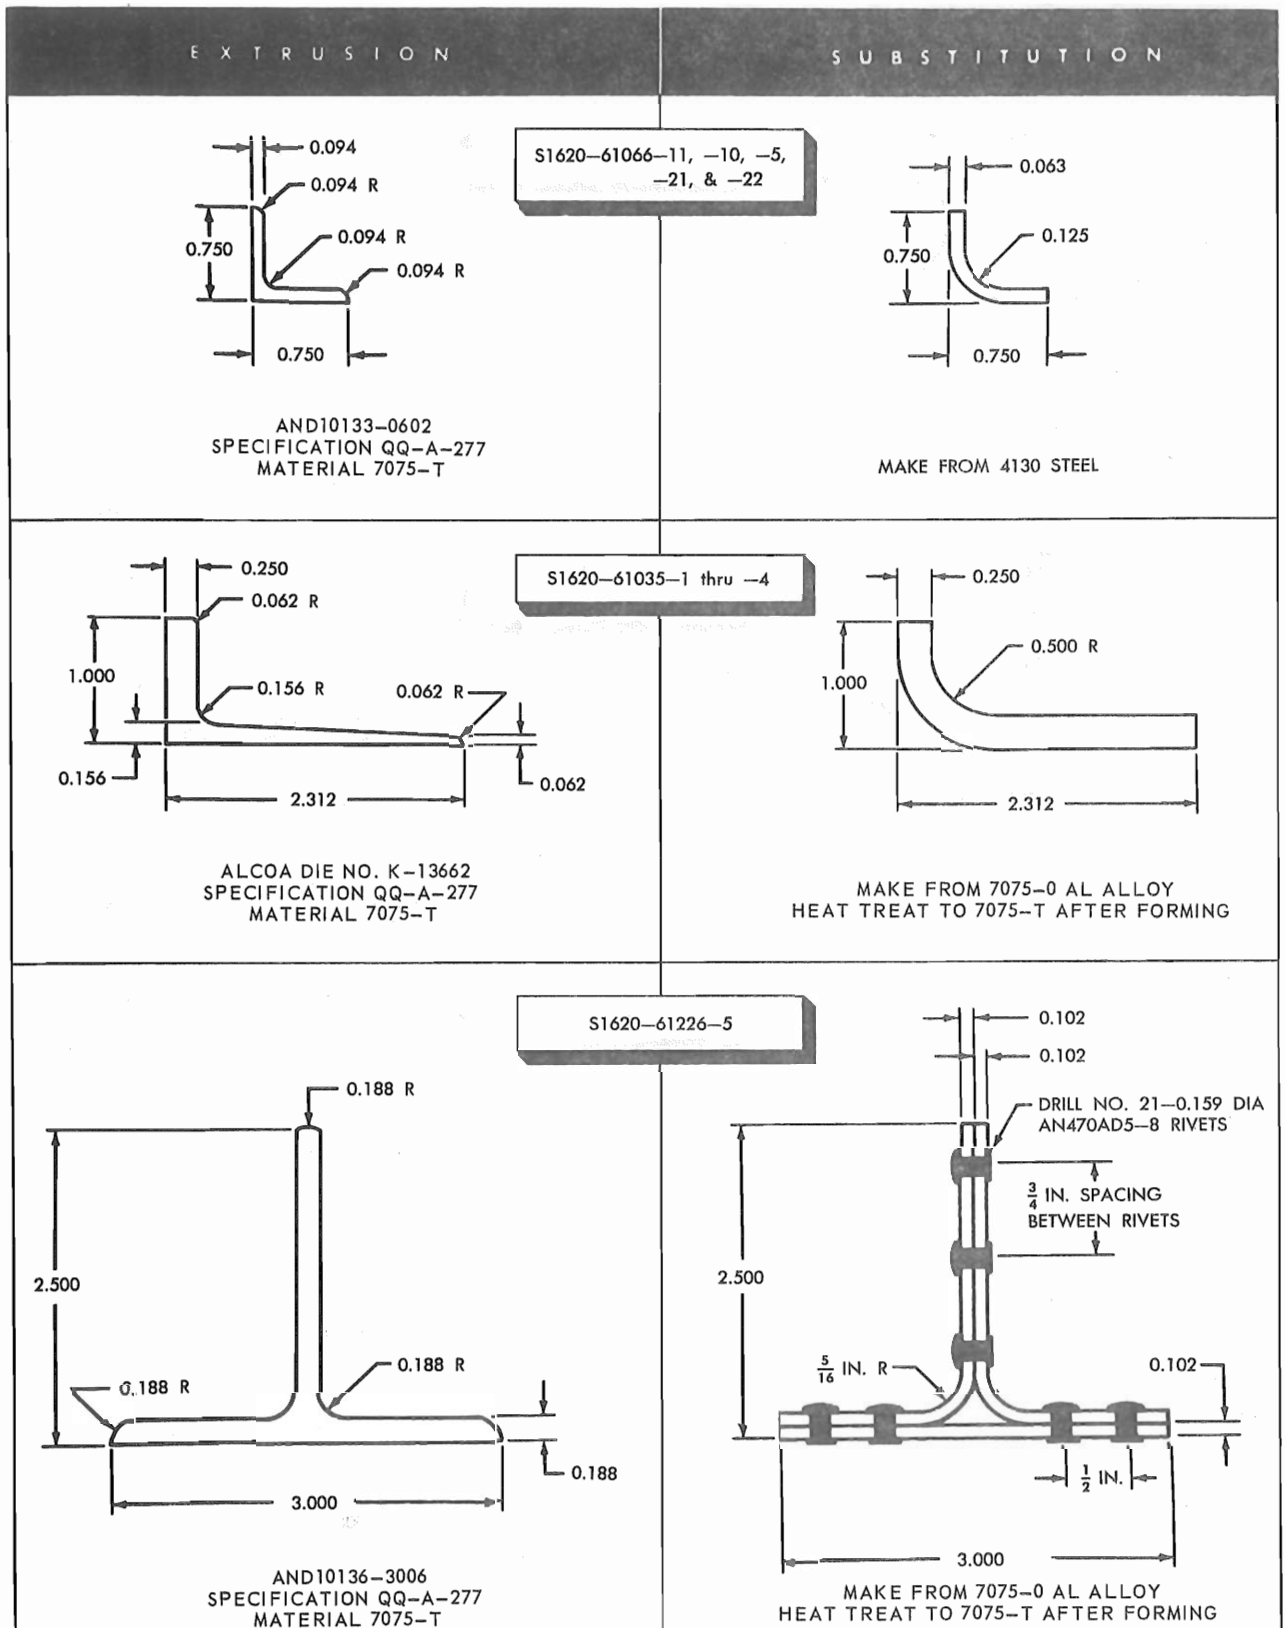 EXTRUSION
SUBSTITUTION
S1620–61066–11, –10, –5,
–21, & –22
0.094
0.094 R
0.094 R
0.094 R
0.750
0.750
AND10133–0602
SPECIFICATION QQ–A–277
MATERIAL 7075–T
0.063
0.125
0.750
0.750
MAKE FROM 4130 STEEL
S1620–61035–1 thru –4
0.250
0.062 R
1.000
0.156 R
0.062 R
0.156
0.062
2.312
ALCOA DIE NO. K–13662
SPECIFICATION QQ–A–277
MATERIAL 7075–T
0.250
0.500 R
1.000
2.312
MAKE FROM 7075–0 AL ALLOY
HEAT TREAT TO 7075–T AFTER FORMING
S1620–61226–5
0.188 R
2.500
0.188 R
0.188 R
0.188
3.000
AND10136–3006
SPECIFICATION QQ–A–277
MATERIAL 7075–T
0.102
0.102
DRILL NO. 21–0.159 DIA
AN470AD5–8 RIVETS
3/4 IN. SPACING
BETWEEN RIVETS
2.500
5/16 IN. R
0.102
1/2 IN.
3.000
MAKE FROM 7075–0 AL ALLOY
HEAT TREAT TO 7075–T AFTER FORMING